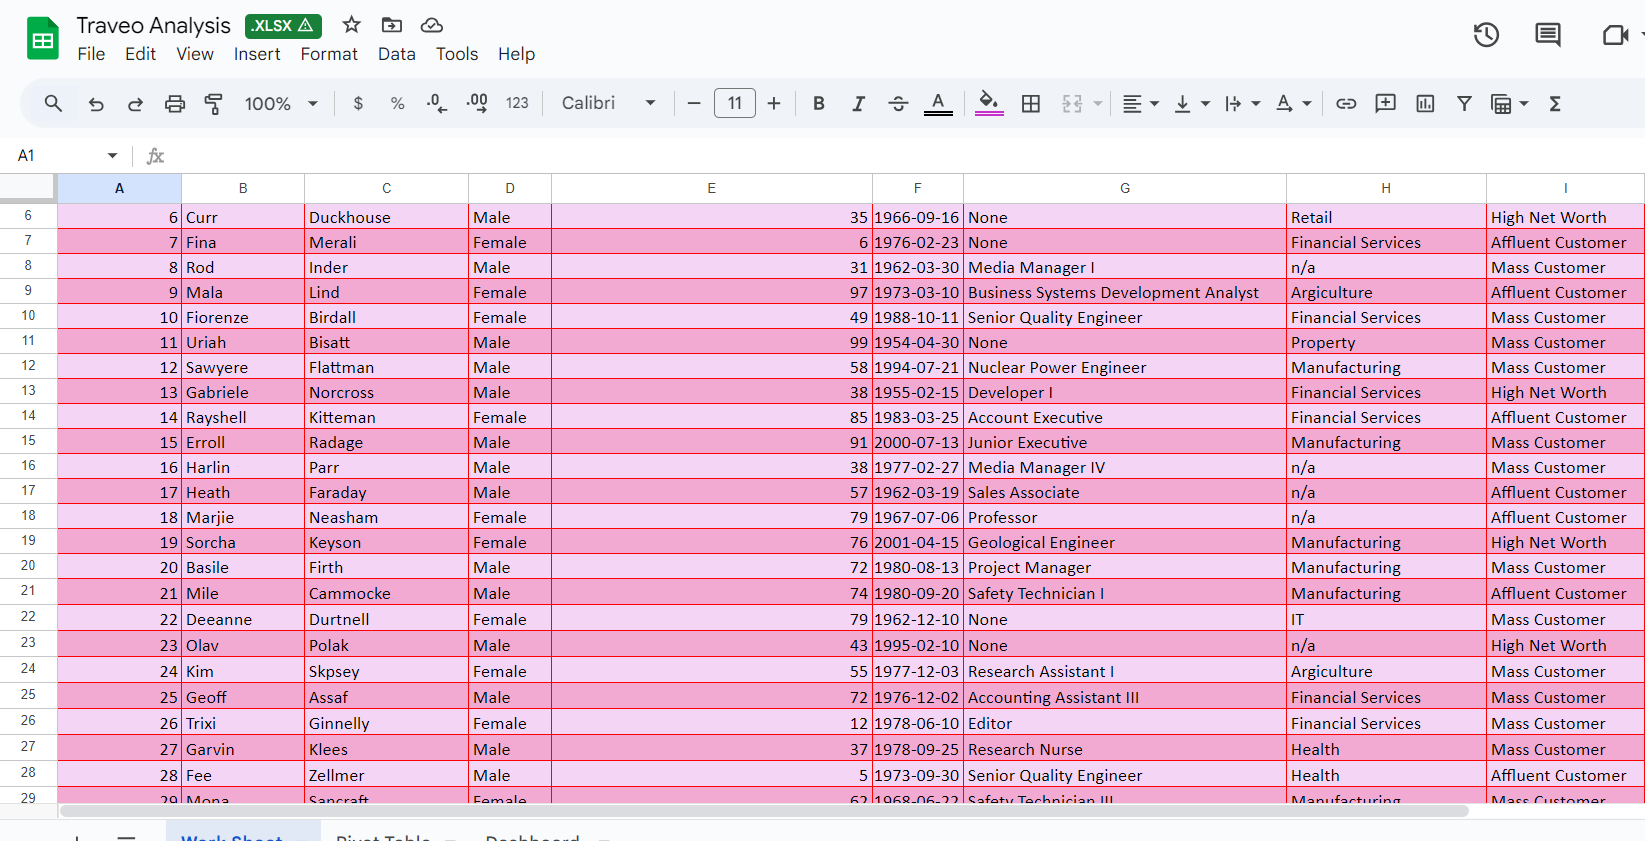 Traveo Analysis .XLSX
File Edit View Insert Format Data Tools Help
100% $ % .0 .00 123 Calibri 11 B I A A Σ
A1 fx
A B C D E F G H I
6 6 Curr Duckhouse Male 35 1966-09-16 None Retail High Net Worth
7 7 Fina Merali Female 6 1976-02-23 None Financial Services Affluent Customer
8 8 Rod Inder Male 31 1962-03-30 Media Manager I n/a Mass Customer
9 9 Mala Lind Female 97 1973-03-10 Business Systems Development Analyst Argiculture Affluent Customer
10 10 Fiorenze Birdall Female 49 1988-10-11 Senior Quality Engineer Financial Services Mass Customer
11 11 Uriah Bisatt Male 99 1954-04-30 None Property Mass Customer
12 12 Sawyere Flattman Male 58 1994-07-21 Nuclear Power Engineer Manufacturing Mass Customer
13 13 Gabriele Norcross Male 38 1955-02-15 Developer I Financial Services High Net Worth
14 14 Rayshell Kitteman Female 85 1983-03-25 Account Executive Financial Services Affluent Customer
15 15 Erroll Radage Male 91 2000-07-13 Junior Executive Manufacturing Mass Customer
16 16 Harlin Parr Male 38 1977-02-27 Media Manager IV n/a Mass Customer
17 17 Heath Faraday Male 57 1962-03-19 Sales Associate n/a Affluent Customer
18 18 Marjie Neasham Female 79 1967-07-06 Professor n/a Affluent Customer
19 19 Sorcha Keyson Female 76 2001-04-15 Geological Engineer Manufacturing High Net Worth
20 20 Basile Firth Male 72 1980-08-13 Project Manager Manufacturing Mass Customer
21 21 Mile Cammocke Male 74 1980-09-20 Safety Technician I Manufacturing Affluent Customer
22 22 Deeanne Durtnell Female 79 1962-12-10 None IT Mass Customer
23 23 Olav Polak Male 43 1995-02-10 None n/a High Net Worth
24 24 Kim Skpsey Female 55 1977-12-03 Research Assistant I Argiculture Mass Customer
25 25 Geoff Assaf Male 72 1976-12-02 Accounting Assistant III Financial Services Mass Customer
26 26 Trixi Ginnelly Female 12 1978-06-10 Editor Financial Services Mass Customer
27 27 Garvin Klees Male 37 1978-09-25 Research Nurse Health Mass Customer
28 28 Fee Zellmer Male 5 1973-09-30 Senior Quality Engineer Health Affluent Customer
29 29 Mona Sancraft Female 62 1968-06-22 Safety Technician III Manufacturing Mass Customer
Work Sheet Pivot Table Dashboard